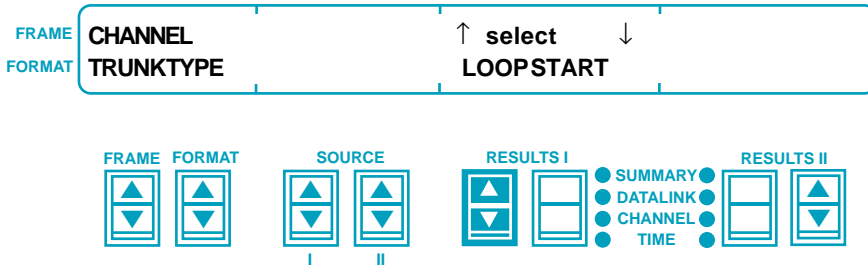 FRAME CHANNEL ↑ select ↓
FORMAT TRUNKTYPE LOOPSTART
FRAME FORMAT SOURCE RESULTS I RESULTS II
SUMMARY
DATALINK
CHANNEL
TIME
I II